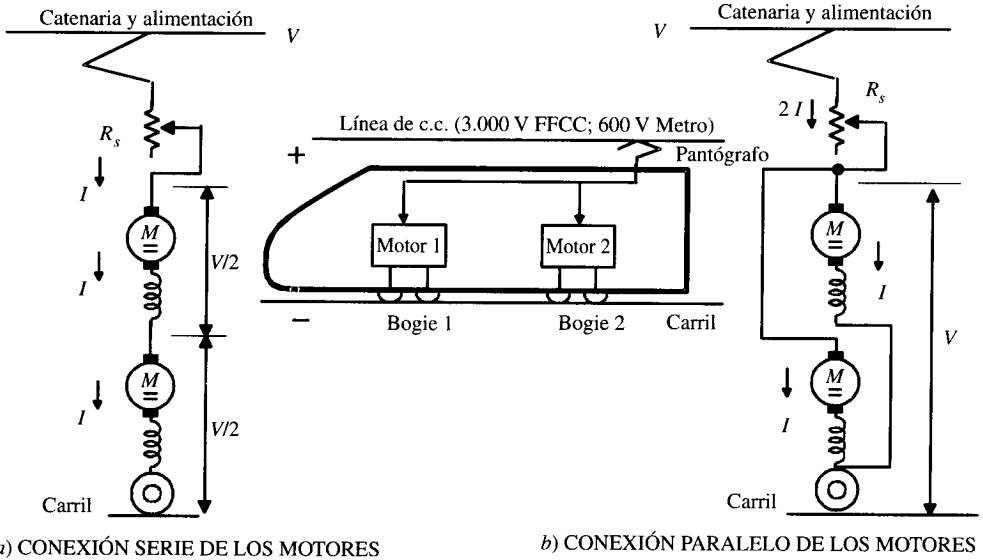 Catenaria y alimentación
V
R_s
I
M
I
V/2
I
M
V/2
Carril
a) CONEXIÓN SERIE DE LOS MOTORES
Línea de c.c. (3.000 V FFCC; 600 V Metro)
+
Pantógrafo
Motor 1
Motor 2
–
Bogie 1
Bogie 2
Carril
Catenaria y alimentación
V
2 I
R_s
M
I
V
M
I
Carril
b) CONEXIÓN PARALELO DE LOS MOTORES